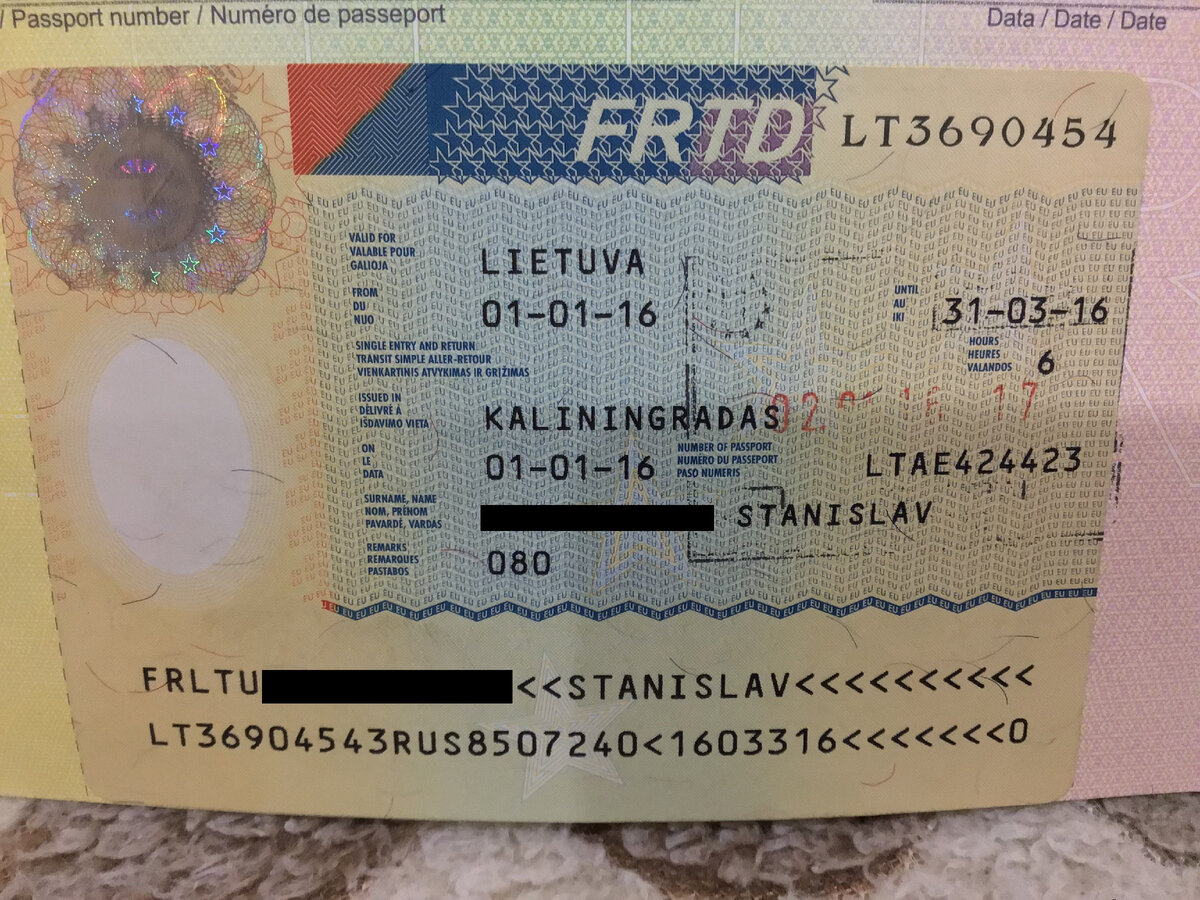 / Passport number / Numéro de passeport
Data / Date / Date
FRTD
LT3690454
VALID FOR
VALABLE POUR
GALIOJA
LIETUVA
FROM
DU
NUO
01-01-16
UNTIL
AU
IKI
31-03-16
SINGLE ENTRY AND RETURN
TRANSIT SIMPLE ALLER-RETOUR
VIENKARTINIS ATVYKIMAS IR GRĮŽIMAS
HOURS
HEURES
VALANDOS
6
ISSUED IN
DÉLIVRÉ À
IŠDAVIMO VIETA
KALININGRADAS
ON
LE
DATA
01-01-16
NUMBER OF PASSPORT
NUMÉRO DU PASSEPORT
PASO NUMERIS
LTAE424423
SURNAME, NAME
NOM, PRÉNOM
PAVARDĖ, VARDAS
STANISLAV
REMARKS
REMARQUES
PASTABOS
080
FRLTU
<<STANISLAV<<<<<<<<<<
LT36904543RUS8507240<1603316<<<<<<<0